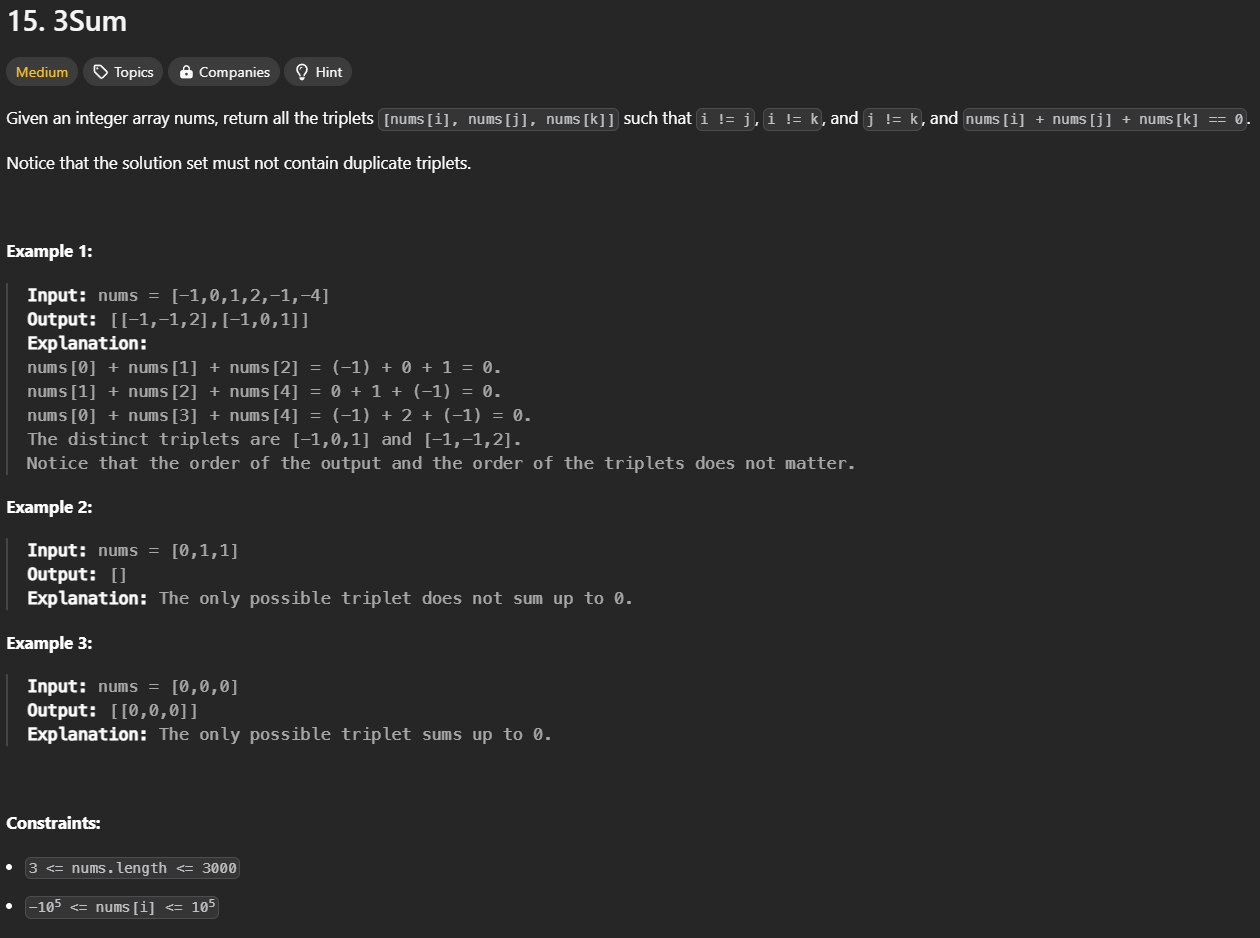 15. 3Sum
Medium Topics Companies Hint
Given an integer array nums, return all the triplets [nums[i], nums[j], nums[k]] such that i != j, i != k, and j != k, and nums[i] + nums[j] + nums[k] == 0.
Notice that the solution set must not contain duplicate triplets.
Example 1:
Input: nums = [-1,0,1,2,-1,-4]
Output: [[-1,-1,2],[-1,0,1]]
Explanation:
nums[0] + nums[1] + nums[2] = (-1) + 0 + 1 = 0.
nums[1] + nums[2] + nums[4] = 0 + 1 + (-1) = 0.
nums[0] + nums[3] + nums[4] = (-1) + 2 + (-1) = 0.
The distinct triplets are [-1,0,1] and [-1,-1,2].
Notice that the order of the output and the order of the triplets does not matter.
Example 2:
Input: nums = [0,1,1]
Output: []
Explanation: The only possible triplet does not sum up to 0.
Example 3:
Input: nums = [0,0,0]
Output: [[0,0,0]]
Explanation: The only possible triplet sums up to 0.
Constraints:
• 3 <= nums.length <= 3000
• -10⁵ <= nums[i] <= 10⁵